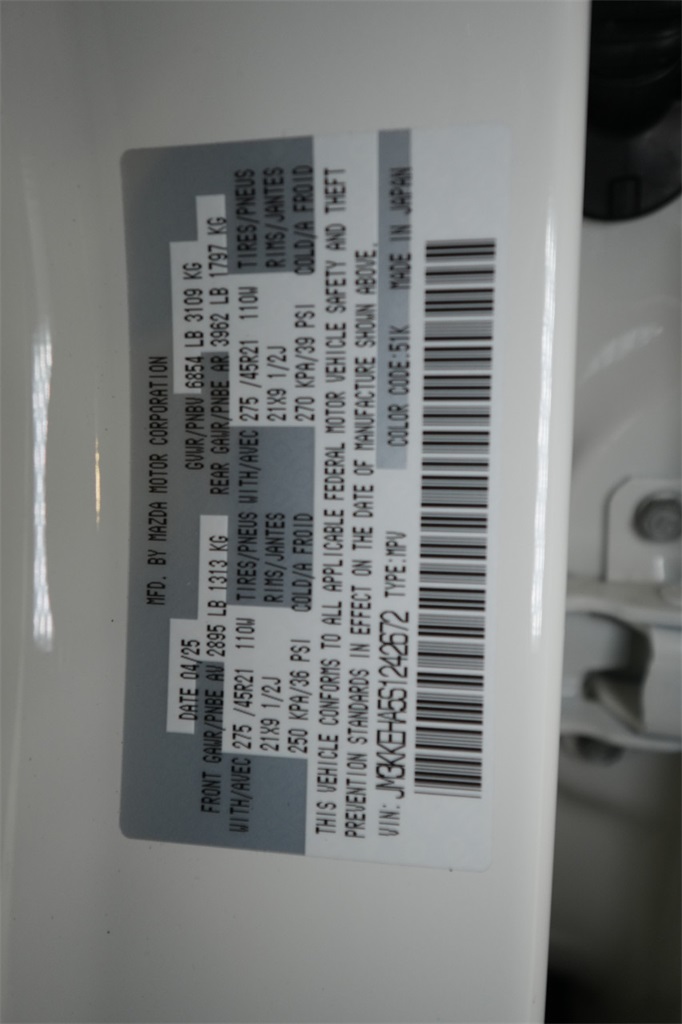 MFD. BY MAZDA MOTOR CORPORATION
DATE 04/25 GVWR/PNBV 6854 LB 3109 KG
FRONT GAWR/PNBE AV 2895 LB 1313 KG REAR GAWR/PNBE AR 3962 LB 1797 KG
WITH/AVEC 275 /45R21 110W TIRES/PNEUS WITH/AVEC 275 /45R21 110W TIRES/PNEUS
21X9 1/2J RIMS/JANTES 21X9 1/2J RIMS/JANTES
250 KPA/36 PSI COLD/A FROID 270 KPA/39 PSI COLD/A FROID
THIS VEHICLE CONFORMS TO ALL APPLICABLE FEDERAL MOTOR VEHICLE SAFETY AND THEFT
PREVENTION STANDARDS IN EFFECT ON THE DATE OF MANUFACTURE SHOWN ABOVE.
VIN: JM3KKEHA5S1242672 TYPE:MPV COLOR CODE:51K MADE IN JAPAN